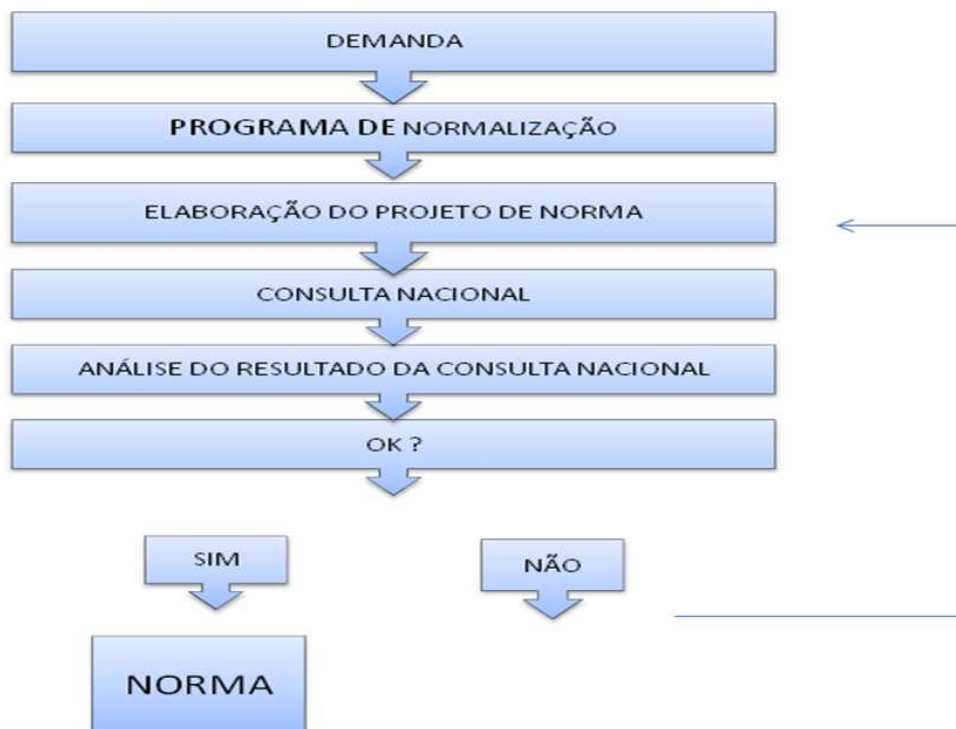 DEMANDA
PROGRAMA DE NORMALIZAÇÃO
ELABORAÇÃO DO PROJETO DE NORMA
CONSULTA NACIONAL
ANÁLISE DO RESULTADO DA CONSULTA NACIONAL
OK ?
SIM
NÃO
NORMA